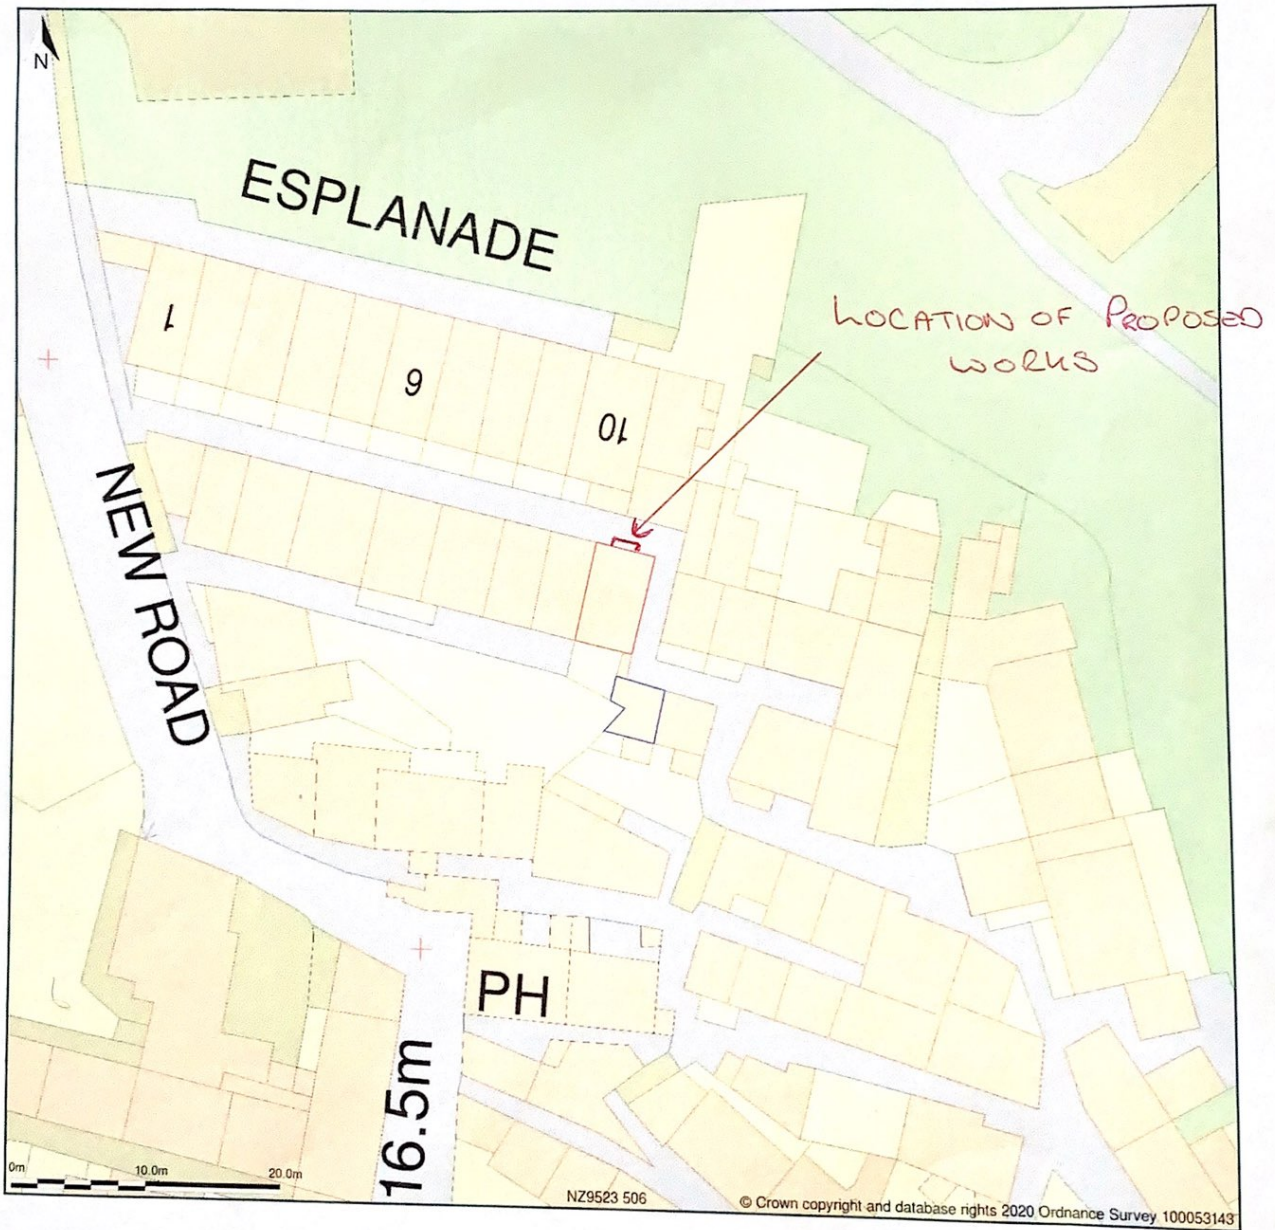 N
ESPLANADE
LOCATION OF PROPOSED
WORKS
1
6
10
NEW ROAD
PH
16.5m
0m
10.0m
20.0m
NZ9523 506
© Crown copyright and database rights 2020 Ordnance Survey 100053143